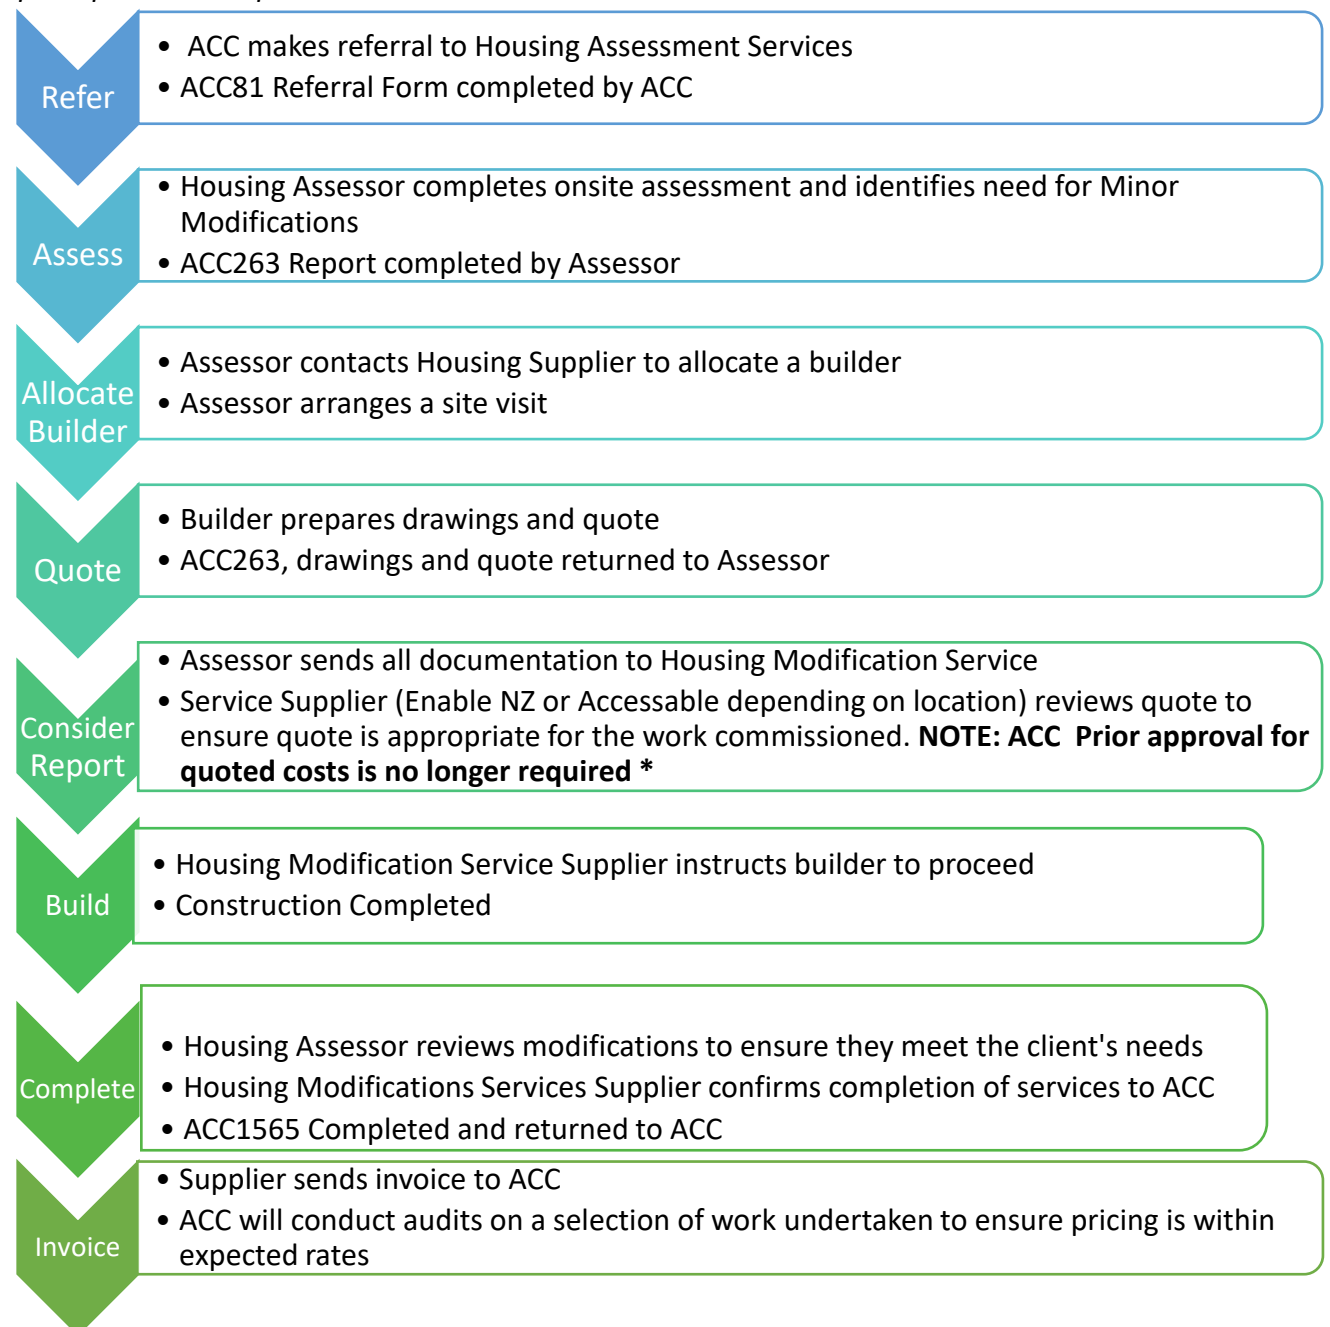 Refer
• ACC makes referral to Housing Assessment Services
• ACC81 Referral Form completed by ACC
Assess
• Housing Assessor completes onsite assessment and identifies need for Minor
Modifications
• ACC263 Report completed by Assessor
Allocate
Builder
• Assessor contacts Housing Supplier to allocate a builder
• Assessor arranges a site visit
Quote
• Builder prepares drawings and quote
• ACC263, drawings and quote returned to Assessor
Consider
Report
• Assessor sends all documentation to Housing Modification Service
• Service Supplier (Enable NZ or Accessable depending on location) reviews quote to
ensure quote is appropriate for the work commissioned. NOTE: ACC  Prior approval for
quoted costs is no longer required *
Build
• Housing Modification Service Supplier instructs builder to proceed
• Construction Completed
Complete
• Housing Assessor reviews modifications to ensure they meet the client's needs
• Housing Modifications Services Supplier confirms completion of services to ACC
• ACC1565 Completed and returned to ACC
Invoice
• Supplier sends invoice to ACC
• ACC will conduct audits on a selection of work undertaken to ensure pricing is within
expected rates